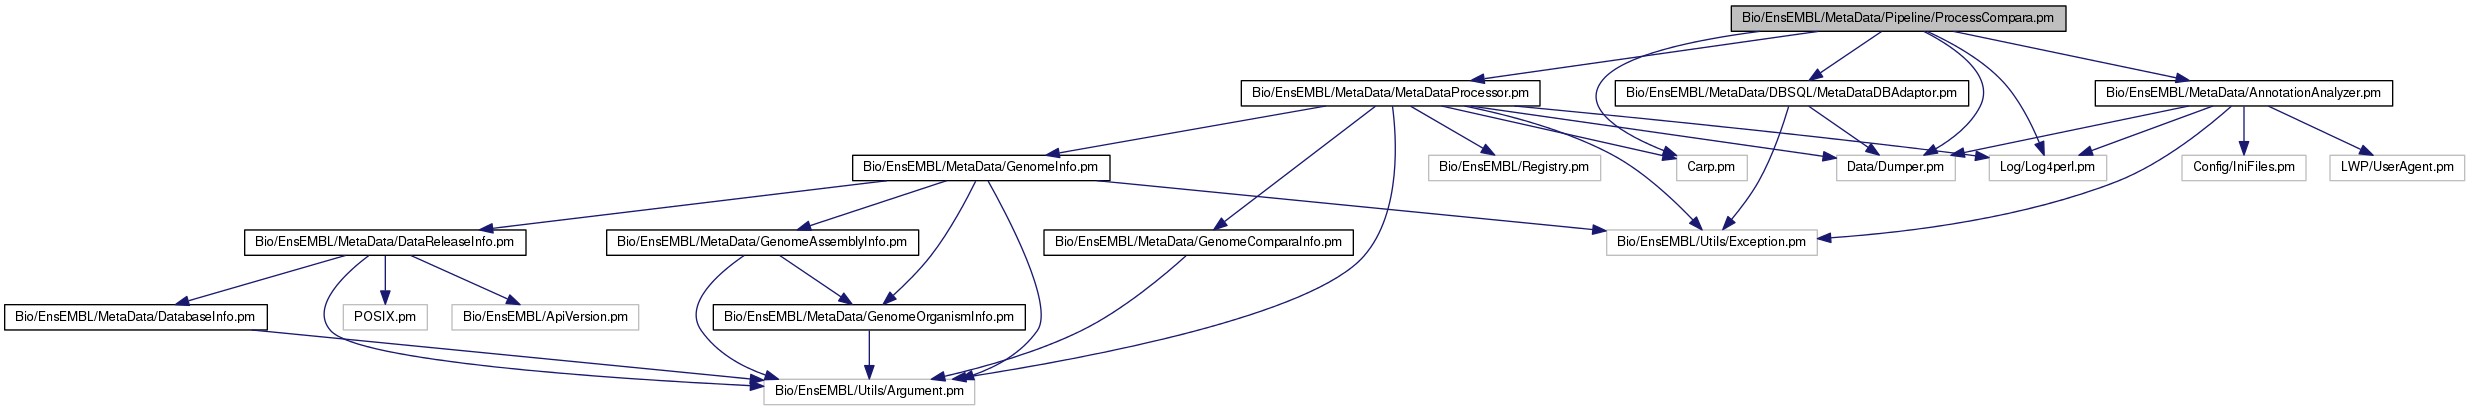 Bio/EnsEMBL/MetaData/Pipeline/ProcessCompara.pm
Bio/EnsEMBL/MetaData/MetaDataProcessor.pm
Bio/EnsEMBL/MetaData/DBSQL/MetaDataDBAdaptor.pm
Bio/EnsEMBL/MetaData/AnnotationAnalyzer.pm
Bio/EnsEMBL/MetaData/GenomeInfo.pm
Bio/EnsEMBL/Registry.pm
Carp.pm
Data/Dumper.pm
Log/Log4perl.pm
Config/IniFiles.pm
LWP/UserAgent.pm
Bio/EnsEMBL/MetaData/DataReleaseInfo.pm
Bio/EnsEMBL/MetaData/GenomeAssemblyInfo.pm
Bio/EnsEMBL/MetaData/GenomeComparaInfo.pm
Bio/EnsEMBL/Utils/Exception.pm
Bio/EnsEMBL/MetaData/DatabaseInfo.pm
POSIX.pm
Bio/EnsEMBL/ApiVersion.pm
Bio/EnsEMBL/MetaData/GenomeOrganismInfo.pm
Bio/EnsEMBL/Utils/Argument.pm